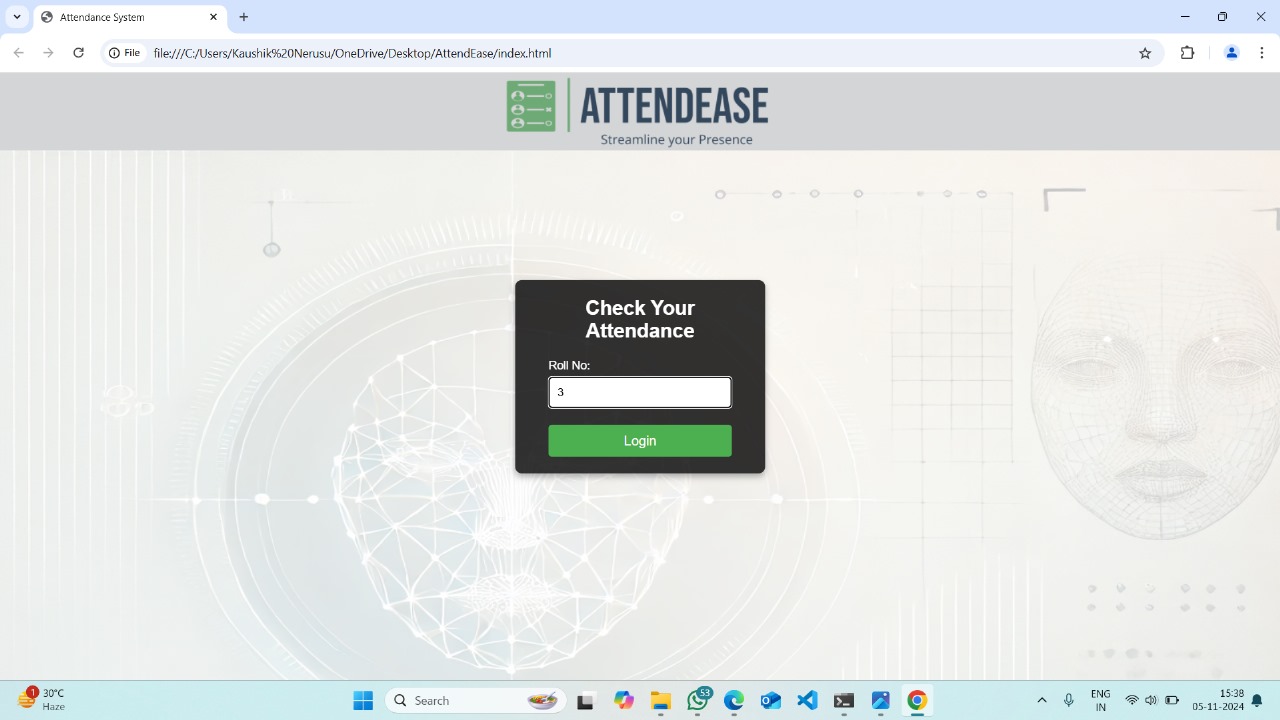 Attendance System
File
file:///C:/Users/Kaushik%20Nerusu/OneDrive/Desktop/AttendEase/index.html
ATTENDEASE
Streamline your Presence
Check Your
Attendance
Roll No:
3
Login
1
30°C
Haze
Search
53
ENG
IN
15:38
05-11-2024